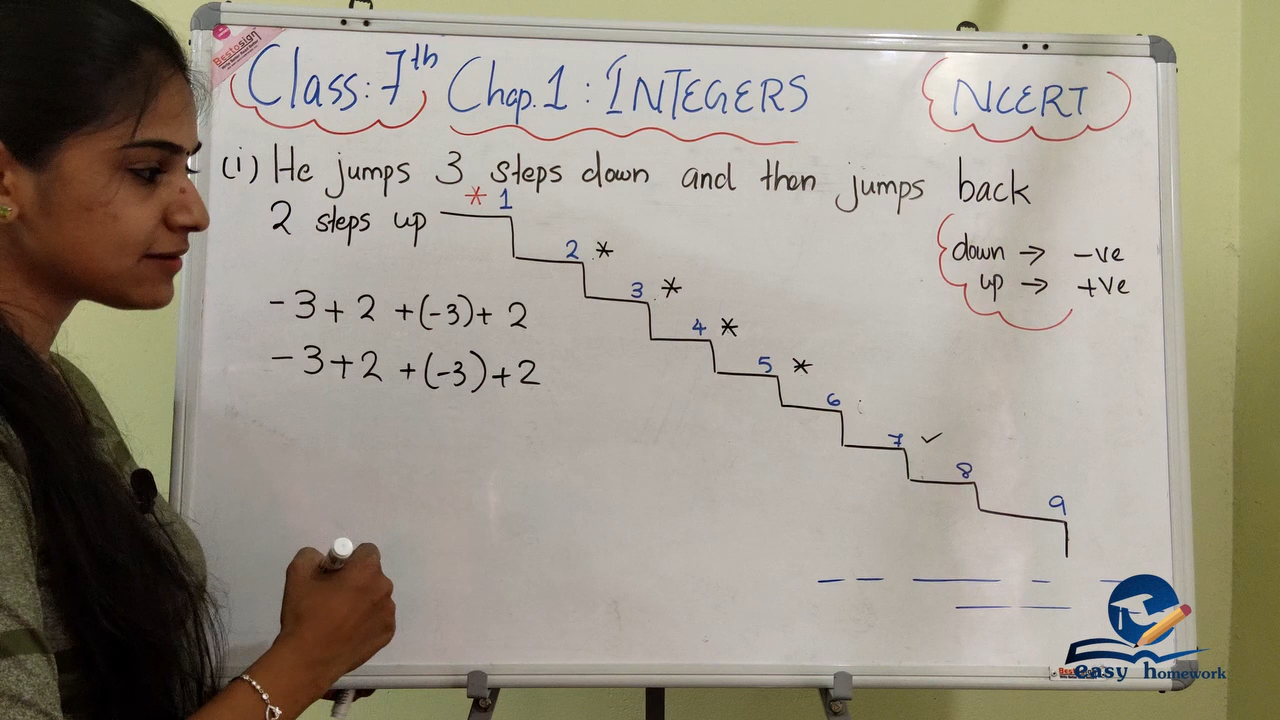 Bestosign
Class: 7th Chap. 1 : INTEGERS
NCERT
(i) He jumps 3 steps down and then jumps back
2 steps up
* 1
2 *
3 *
4 *
5 *
6
7 ✓
8
9
down → -ve
up → +ve
-3+2 +(-3)+ 2
-3+2 +(-3)+2
easy homework